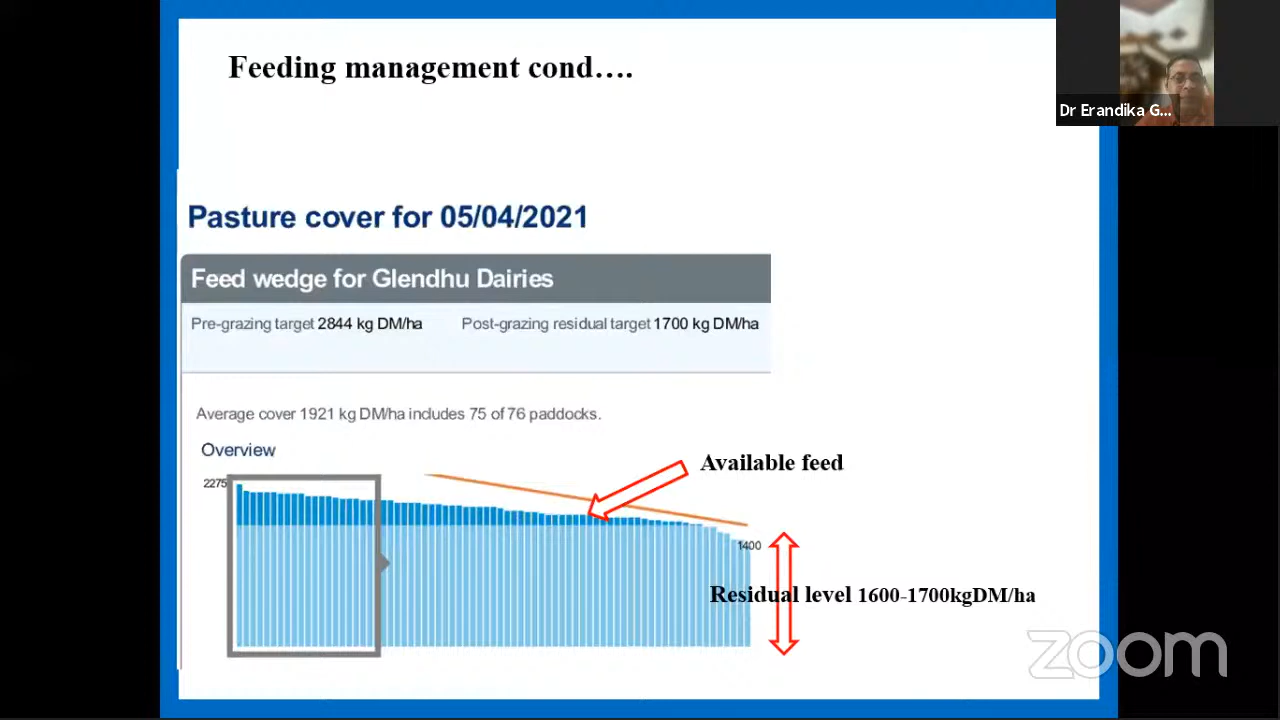 Feeding management cond….
Dr Erandika G...
Pasture cover for 05/04/2021
Feed wedge for Glendhu Dairies
Pre-grazing target 2844 kg DM/ha Post-grazing residual target 1700 kg DM/ha
Average cover 1921 kg DM/ha includes 75 of 76 paddocks.
Overview
Available feed
2275
1400
Residual level 1600-1700kgDM/ha
zoom